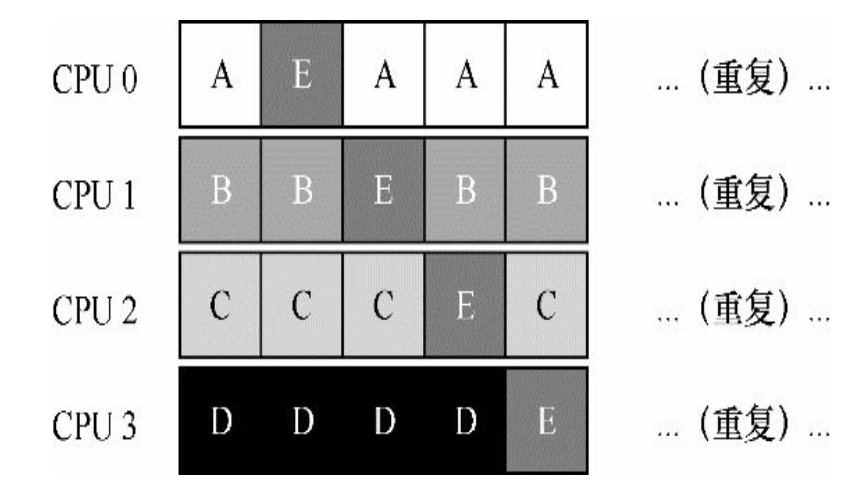 CPU 0 A E A A A ... (重复) ...
CPU 1 B B E B B ... (重复) ...
CPU 2 C C C E C ... (重复) ...
CPU 3 D D D D E ... (重复) ...